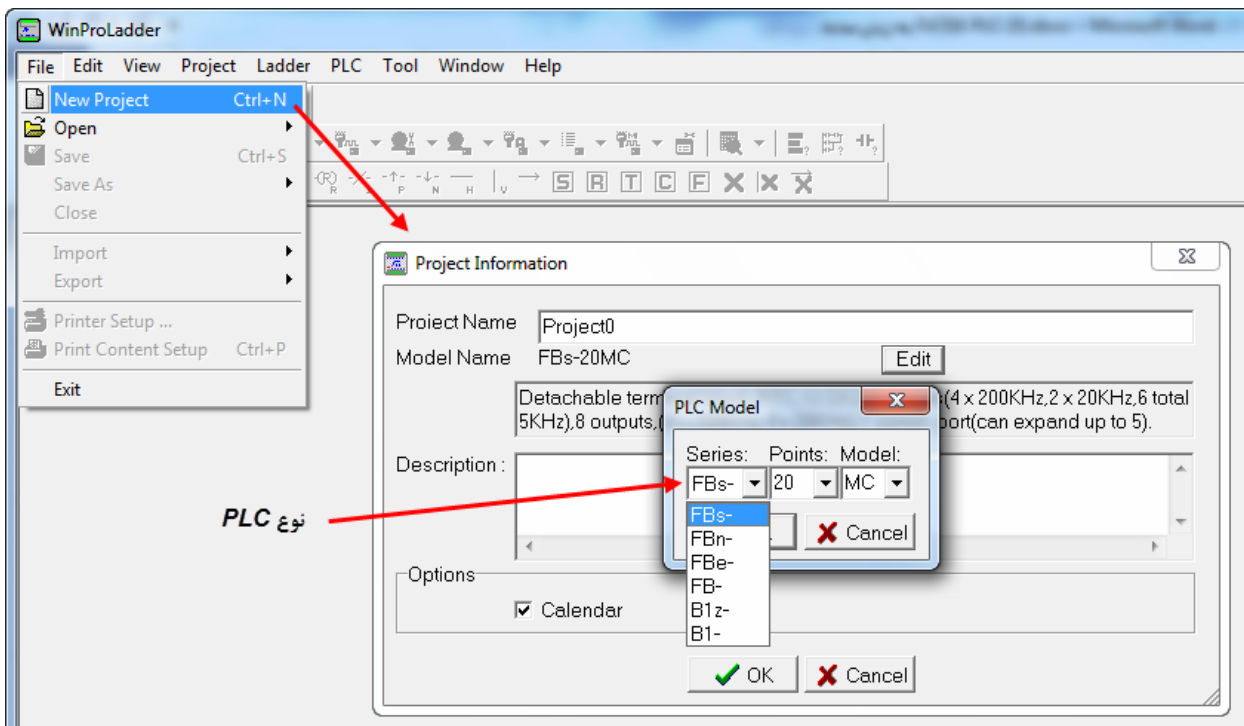 WinProLadder
File Edit View Project Ladder PLC Tool Window Help
New Project Ctrl+N
Open
Save Ctrl+S
Save As
Close
Import
Export
Printer Setup ...
Print Content Setup Ctrl+P
Exit
(R) R P N H V S R T C F
Project Information
Project Name Project0
Model Name FBs-20MC Edit
Detachable term s(4 x 200KHz,2 x 20KHz,6 total
5KHz),8 outputs,( port(can expand up to 5).
Description :
PLC Model
Series: Points: Model:
FBs- 20 MC
Cancel
FBs-
FBn-
FBe-
FB-
B1z-
B1-
نوع PLC
Options
Calendar
OK Cancel